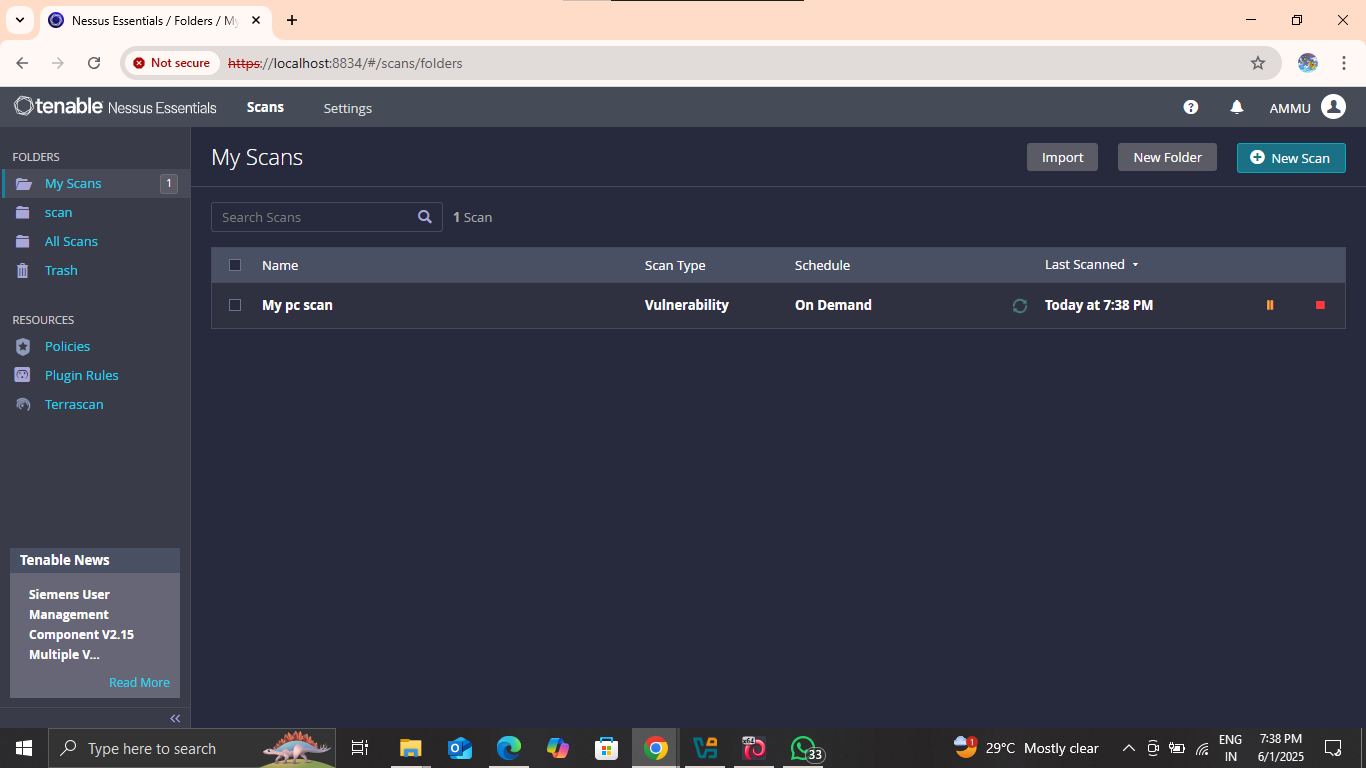 Nessus Essentials / Folders / My
Not secure
https://localhost:8834/#/scans/folders
tenable Nessus Essentials
Scans
Settings
?
AMMU
FOLDERS
My Scans
1
scan
All Scans
Trash
RESOURCES
Policies
Plugin Rules
Terrascan
Tenable News
Siemens User
Management
Component V2.15
Multiple V...
Read More
My Scans
Import
New Folder
New Scan
Search Scans
1 Scan
Name
Scan Type
Schedule
Last Scanned
My pc scan
Vulnerability
On Demand
Today at 7:38 PM
Type here to search
x64
33
1
29°C Mostly clear
ENG
IN
7:38 PM
6/1/2025